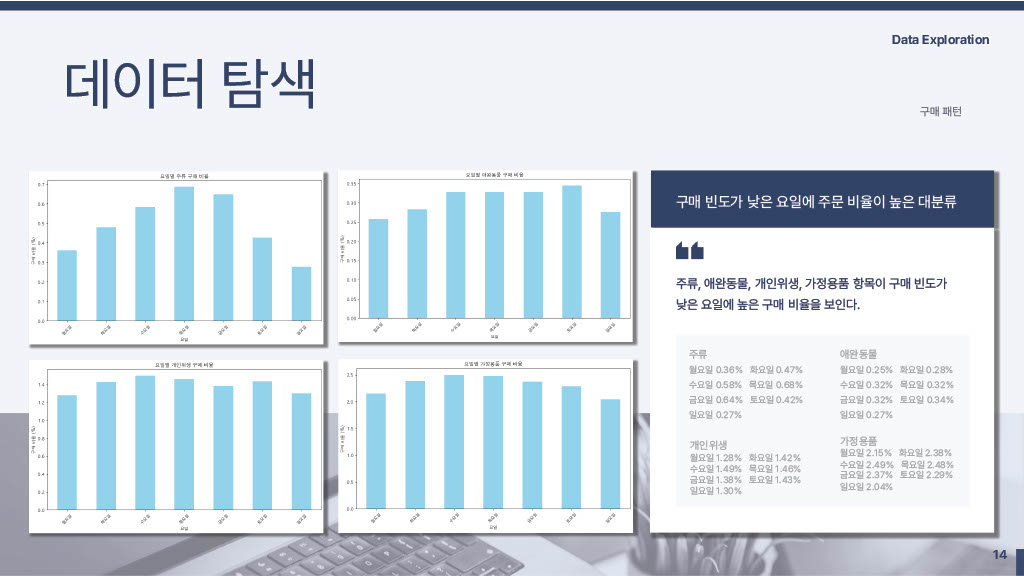 Data Exploration
데이터 탐색
구매 패턴
요일별 주류 구매 비율
구매 비율 (%)
0.7
0.6
0.5
0.4
0.3
0.2
0.1
0.0
월요일 화요일 수요일 목요일 금요일 토요일 일요일
요일
요일별 애완동물 구매 비율
구매 비율 (%)
0.35
0.30
0.25
0.20
0.15
0.10
0.05
0.00
월요일 화요일 수요일 목요일 금요일 토요일 일요일
요일
요일별 개인위생 구매 비율
구매 비율 (%)
1.4
1.2
1.0
0.8
0.6
0.4
0.2
0.0
월요일 화요일 수요일 목요일 금요일 토요일 일요일
요일
요일별 가정용품 구매 비율
구매 비율 (%)
2.5
2.0
1.5
1.0
0.5
0.0
월요일 화요일 수요일 목요일 금요일 토요일 일요일
요일
구매 빈도가 낮은 요일에 주문 비율이 높은 대분류
주류, 애완동물, 개인위생, 가정용품 항목이 구매 빈도가
낮은 요일에 높은 구매 비율을 보인다.
주류
월요일 0.36% 화요일 0.47%
수요일 0.58% 목요일 0.68%
금요일 0.64% 토요일 0.42%
일요일 0.27%
애완동물
월요일 0.25% 화요일 0.28%
수요일 0.32% 목요일 0.32%
금요일 0.32% 토요일 0.34%
일요일 0.27%
개인위생
월요일 1.28% 화요일 1.42%
수요일 1.49% 목요일 1.46%
금요일 1.38% 토요일 1.43%
일요일 1.30%
가정용품
월요일 2.15% 화요일 2.38%
수요일 2.49% 목요일 2.48%
금요일 2.37% 토요일 2.29%
일요일 2.04%
14